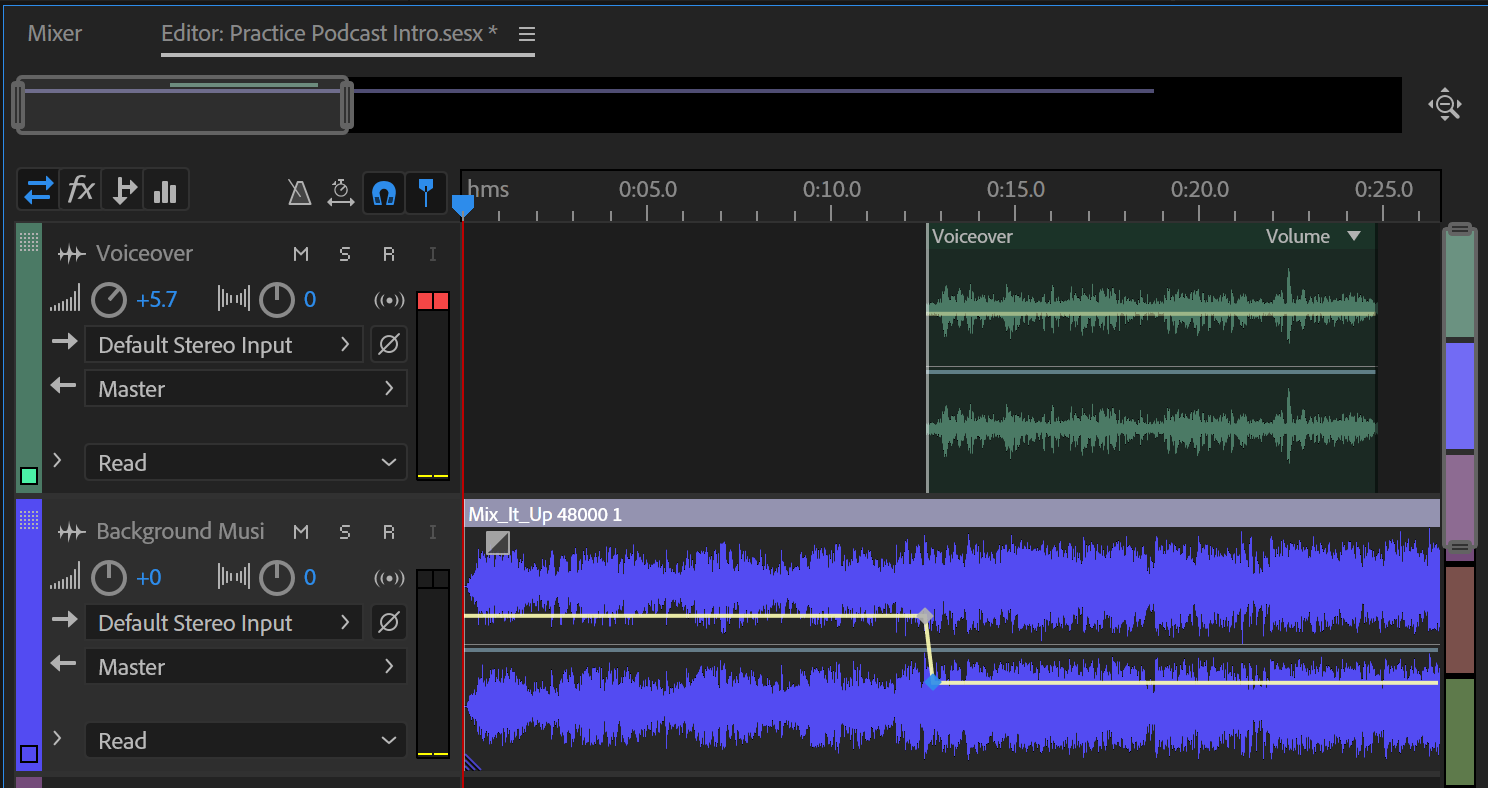 Mixer Editor: Practice Podcast Intro.sesx *
fx hms 0:05.0 0:10.0 0:15.0 0:20.0 0:25.0
Voiceover M S R I
Voiceover Volume
+5.7 0
Default Stereo Input
Master
Read
Mix_It_Up 48000 1
Background Musi M S R I
+0 0
Default Stereo Input
Master
Read